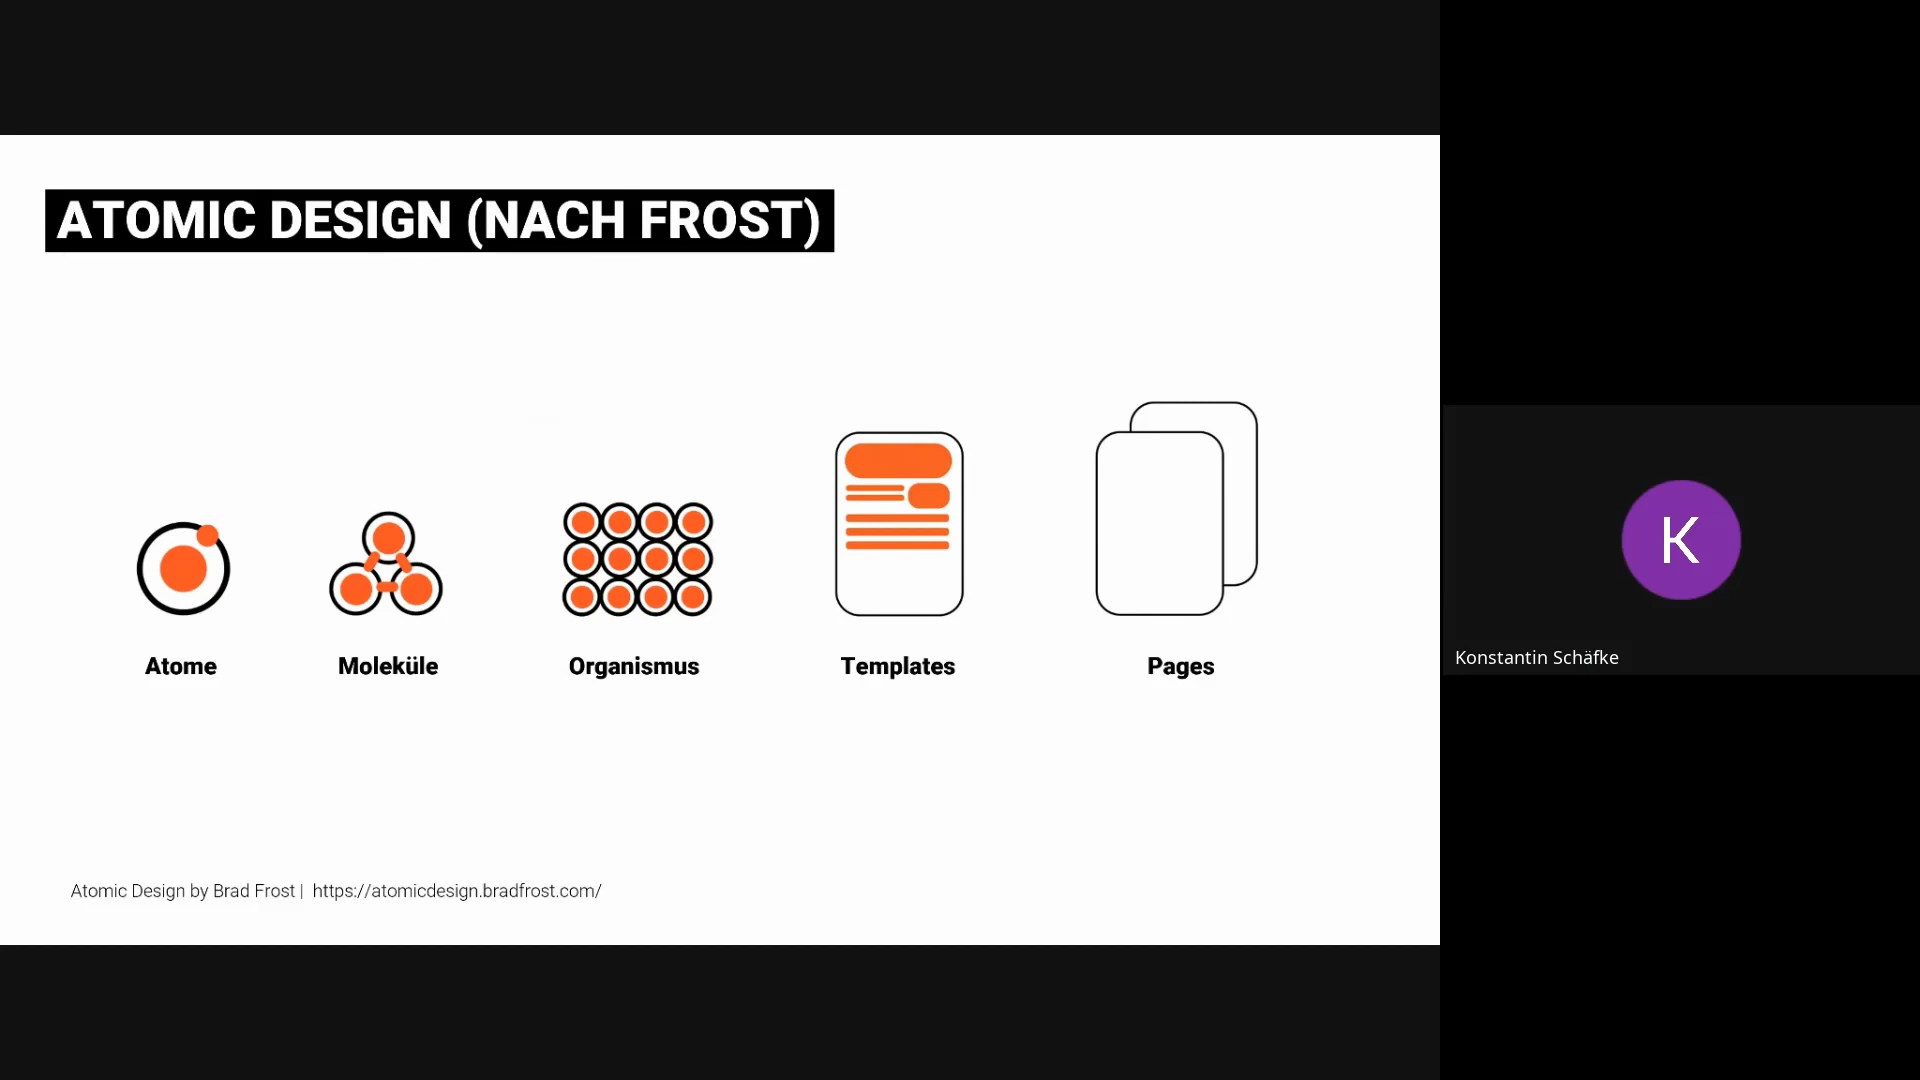 ATOMIC DESIGN (NACH FROST)
Atome
Moleküle
Organismus
Templates
Pages
Atomic Design by Brad Frost | https://atomicdesign.bradfrost.com/
K
Konstantin Schäfke